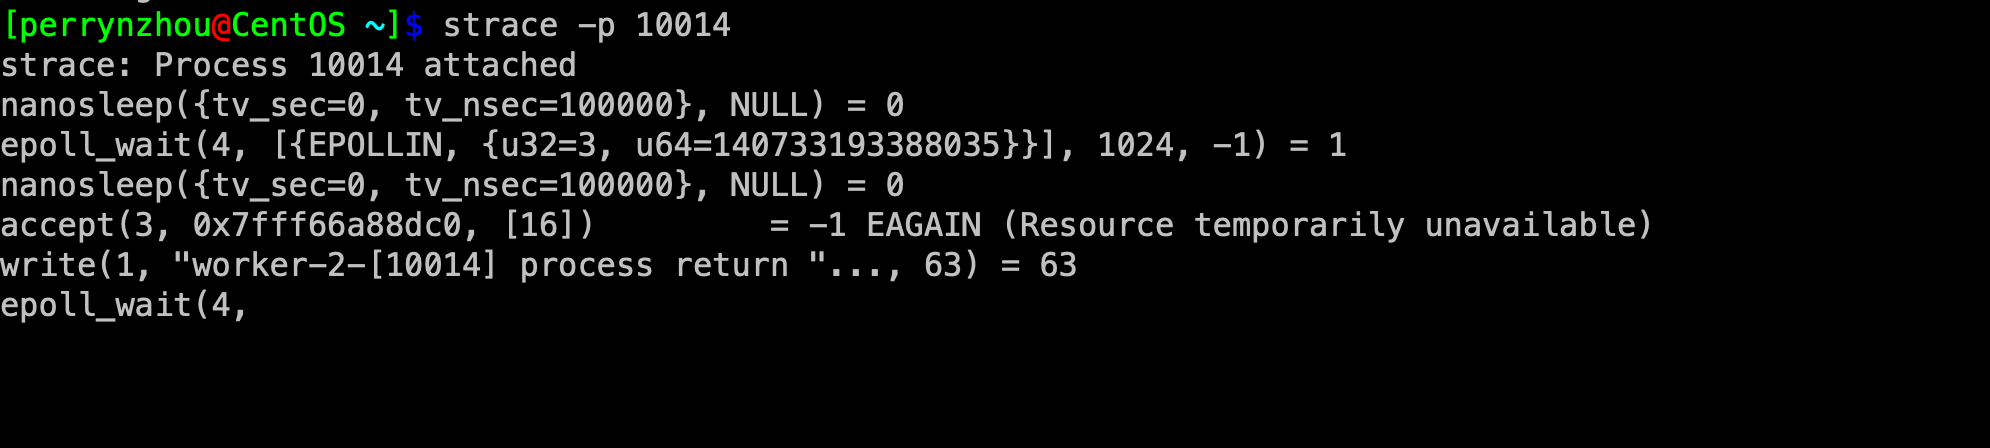 [perrynzhou@CentOS ~]$ strace -p 10014
strace: Process 10014 attached
nanosleep({tv_sec=0, tv_nsec=100000}, NULL) = 0
epoll_wait(4, [{EPOLLIN, {u32=3, u64=140733193388035}}], 1024, -1) = 1
nanosleep({tv_sec=0, tv_nsec=100000}, NULL) = 0
accept(3, 0x7fff66a88dc0, [16])         = -1 EAGAIN (Resource temporarily unavailable)
write(1, "worker-2-[10014] process return "..., 63) = 63
epoll_wait(4,